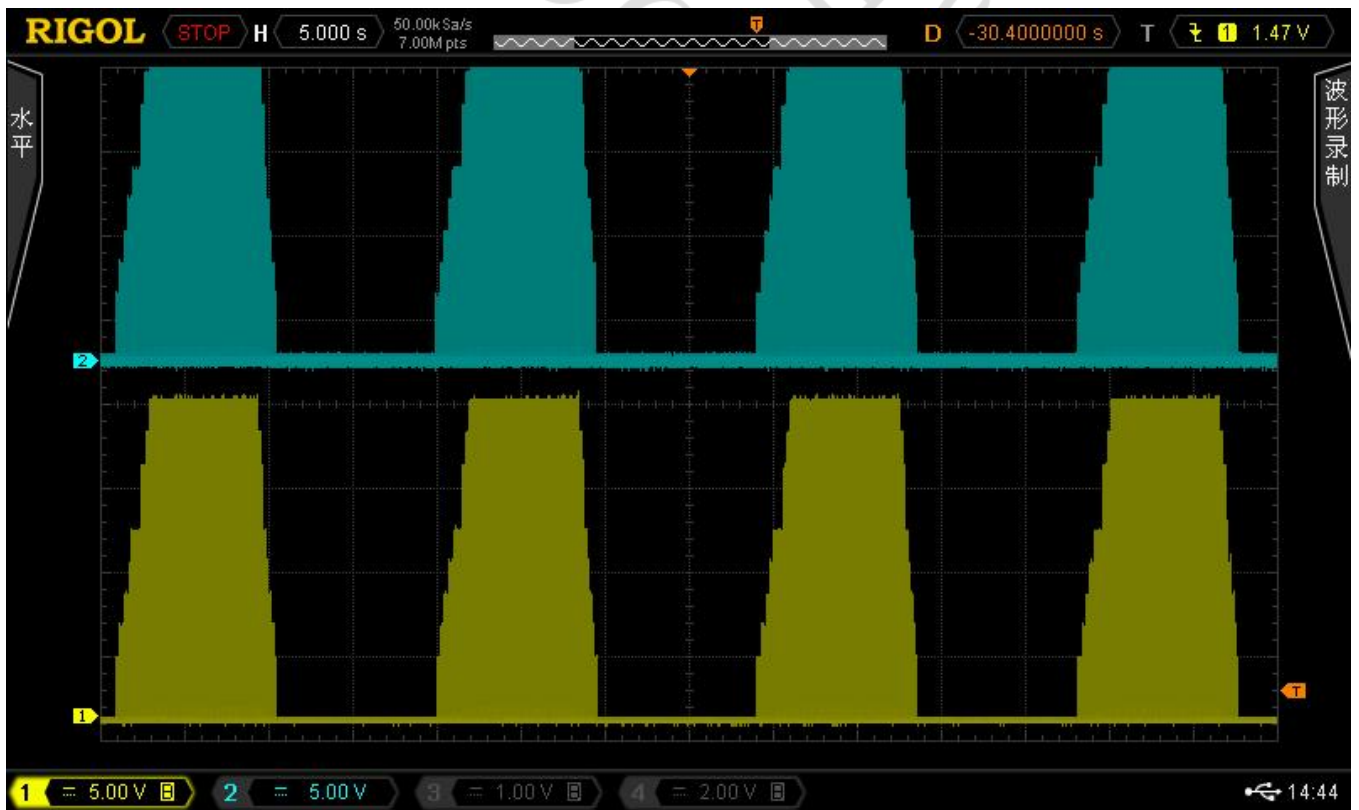 RIGOL STOP H 5.000 s 50.00k Sa/s D -30.4000000 s T 1 1.47 V
7.00M pts
T
水平
波形录制
2
1
T
1 5.00 V B 2 5.00 V 3 1.00 V B 4 2.00 V B 14:44